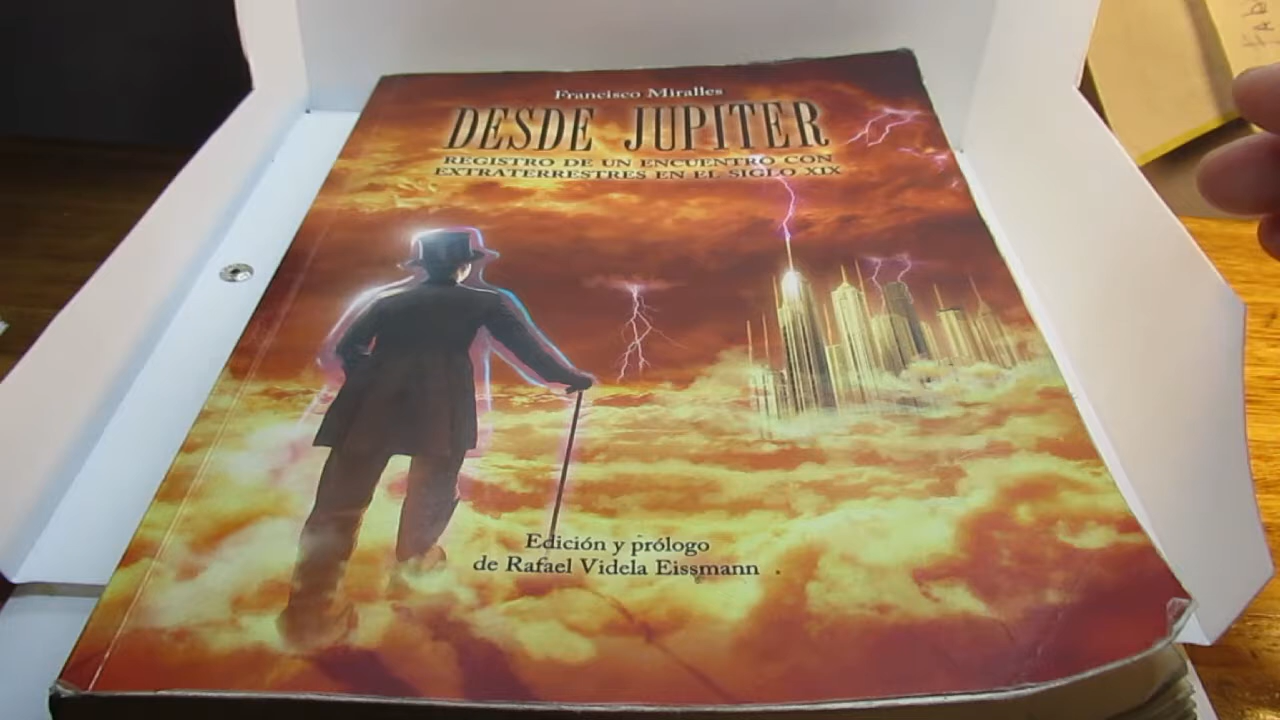 Francisco Miralles
DESDE JUPITER
REGISTRO DE UN ENCUENTRO CON
EXTRATERRESTRES EN EL SIGLO XIX
Edición y prólogo
de Rafael Videla Eissmann